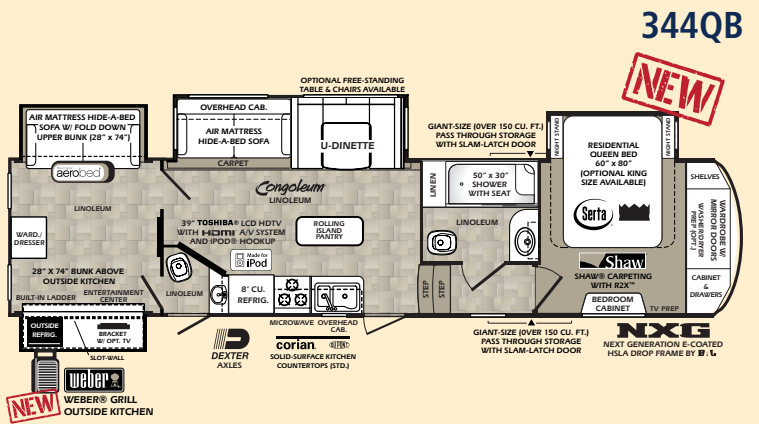 344QB
NEW
OPTIONAL FREE-STANDING
TABLE & CHAIRS AVAILABLE
AIR MATTRESS HIDE-A-BED
SOFA W/ FOLD DOWN
UPPER BUNK (28" x 74")
aerobed
OVERHEAD CAB.
AIR MATTRESS
HIDE-A-BED SOFA
CARPET
U-DINETTE
GIANT-SIZE (OVER 150 CU. FT.)
PASS THROUGH STORAGE
WITH SLAM-LATCH DOOR
NIGHT STAND
RESIDENTIAL
QUEEN BED
60" x 80"
(OPTIONAL KING
SIZE AVAILABLE)
NIGHT STAND
Serta
LINEN
50" x 30"
SHOWER
WITH SEAT
SHELVES
WARDROBE W/
MIRROR DOORS
WASHER/DRYER
PREP (OPT.)
CABINET
& DRAWERS
LINOLEUM
Congoleum
LINOLEUM
LINOLEUM
WARD./
DRESSER
39" TOSHIBA® LCD HDTV
WITH HDMI A/V SYSTEM
AND IPOD® HOOKUP
ROLLING
ISLAND
PANTRY
Made for
iPod
Shaw
SHAW® CARPETING
WITH R2X™
28" X 74" BUNK ABOVE
OUTSIDE KITCHEN
BUILT-IN LADDER
ENTERTAINMENT
CENTER
LINOLEUM
8' CU.
REFRIG.
STEP
STEP
BEDROOM
CABINET
TV PREP
OUTSIDE
REFRIG.
BRACKET
W/ OPT. TV
SLOT-WALL
MICROWAVE
OVERHEAD
CAB.
DEXTER
AXLES
corian.
DUPONT
SOLID-SURFACE KITCHEN
COUNTERTOPS (STD.)
GIANT-SIZE (OVER 150 CU. FT.)
PASS THROUGH STORAGE
WITH SLAM-LATCH DOOR
NXG
NEXT GENERATION E-COATED
HSLA DROP FRAME BY
weber
NEW
WEBER® GRILL
OUTSIDE KITCHEN